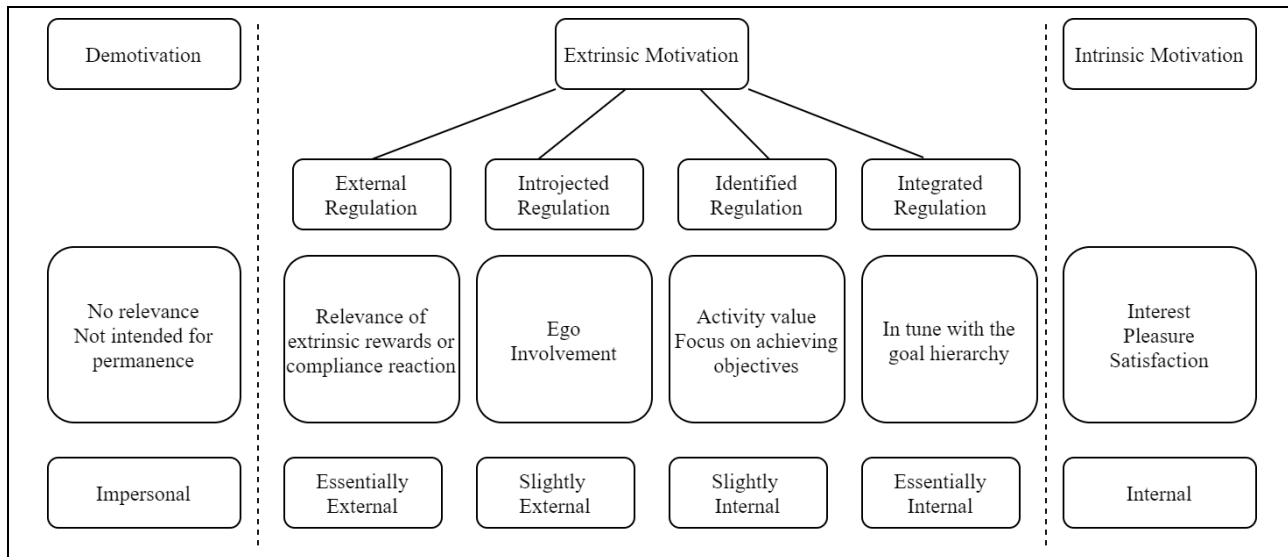 Demotivation
Extrinsic Motivation
Intrinsic Motivation
External
Regulation
Introjected
Regulation
Identified
Regulation
Integrated
Regulation
No relevance
Not intended for
permanence
Relevance of
extrinsic rewards or
compliance reaction
Ego
Involvement
Activity value
Focus on achieving
objectives
In tune with the
goal hierarchy
Interest
Pleasure
Satisfaction
Impersonal
Essentially
External
Slightly
External
Slightly
Internal
Essentially
Internal
Internal